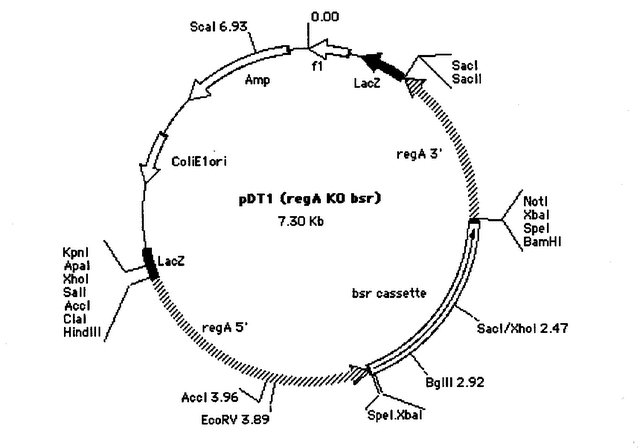 0.00
ScaI 6.93
f1
LacZ
SacI
SacII
Amp
regA 3'
ColiE1ori
pDT1 (regA KO bsr)
7.30 Kb
NotI
XbaI
SpeI
BamHI
KpnI
ApaI
XhoI
SalI
AccI
ClaI
HindIII
LacZ
bsr cassette
regA 5'
SacI/XhoI 2.47
BglII 2.92
AccI 3.96
EcoRV 3.89
SpeI.XbaI